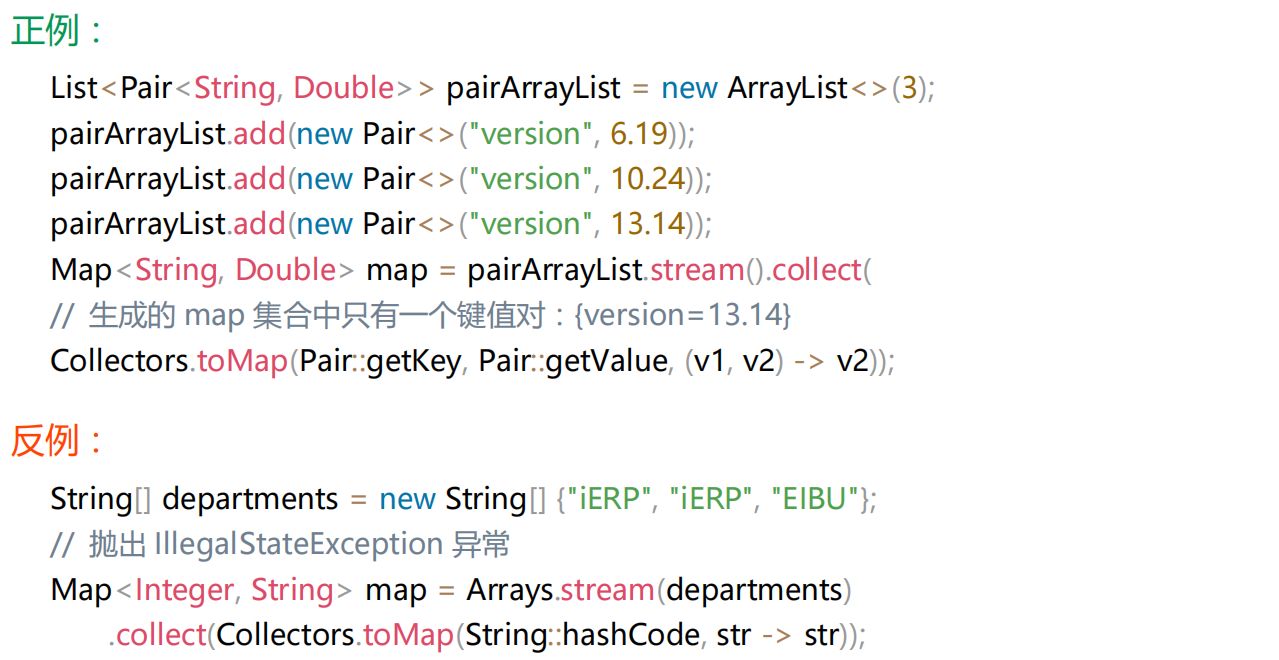 正例：
List<Pair<String, Double>> pairArrayList = new ArrayList<>(3);
pairArrayList.add(new Pair<>("version", 6.19));
pairArrayList.add(new Pair<>("version", 10.24));
pairArrayList.add(new Pair<>("version", 13.14));
Map<String, Double> map = pairArrayList.stream().collect(
// 生成的 map 集合中只有一个键值对：{version=13.14}
Collectors.toMap(Pair::getKey, Pair::getValue, (v1, v2) -> v2));
反例：
String[] departments = new String[] {"iERP", "iERP", "EIBU"};
// 抛出 IllegalStateException 异常
Map<Integer, String> map = Arrays.stream(departments)
.collect(Collectors.toMap(String::hashCode, str -> str));